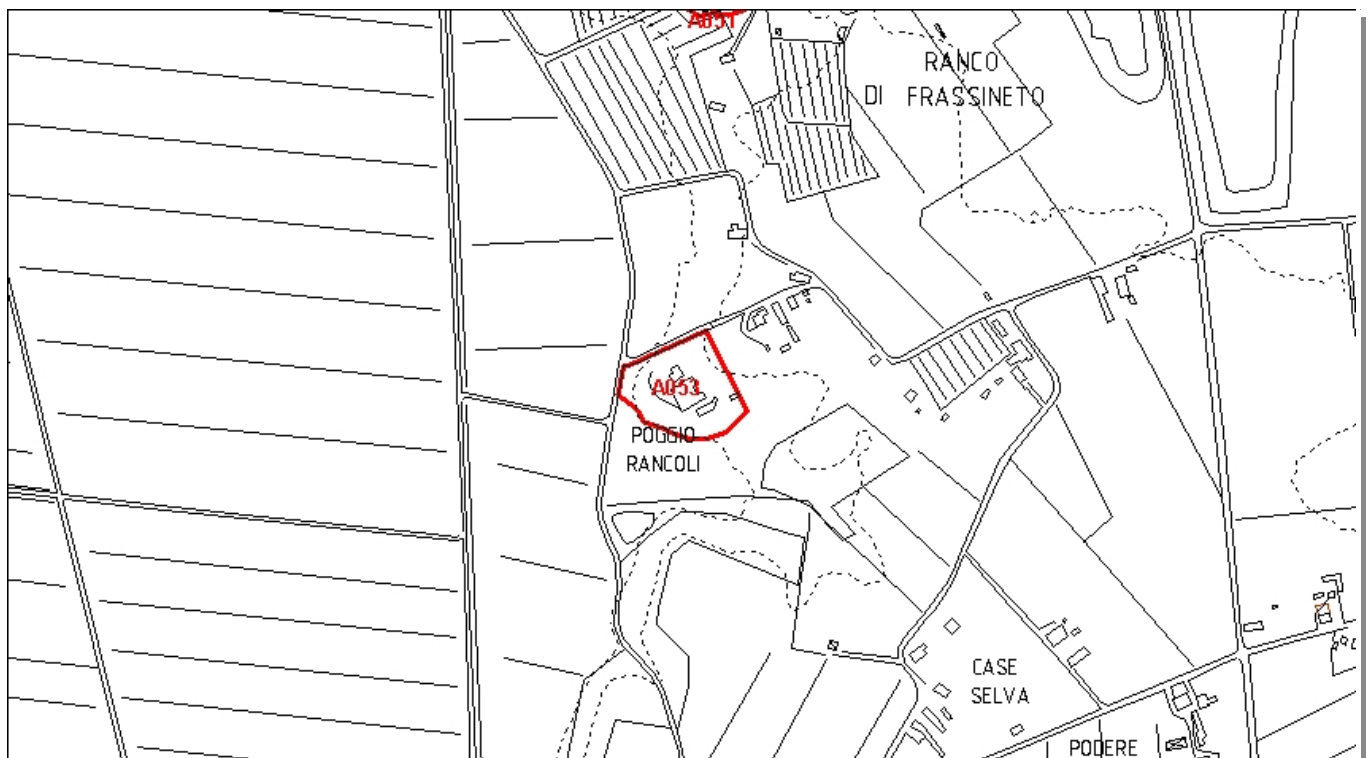 A051
RANCO
DI FRASSINETO
A053
POGGIO
RANCOLI
CASE
SELVA
PODERE